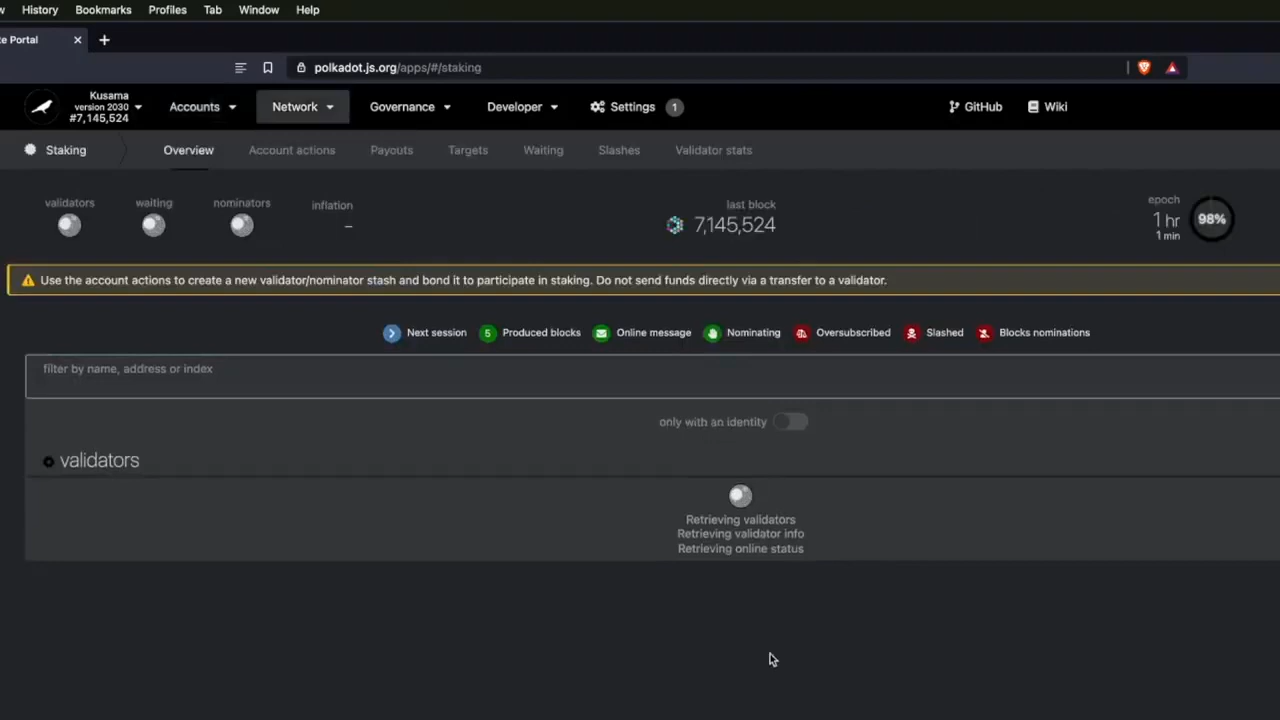 History Bookmarks Profiles Tab Window Help
te Portal
polkadot.js.org/apps/#/staking
Kusama
version 2030
#7,145,524
Accounts Network Governance Developer Settings 1 GitHub Wiki
Staking Overview Account actions Payouts Targets Waiting Slashes Validator stats
validators waiting nominators inflation
–
last block
7,145,524
epoch
1 hr
1 min
98%
Use the account actions to create a new validator/nominator stash and bond it to participate in staking. Do not send funds directly via a transfer to a validator.
Next session 5 Produced blocks Online message Nominating Oversubscribed Slashed Blocks nominations
filter by name, address or index
only with an identity
validators
Retrieving validators
Retrieving validator info
Retrieving online status